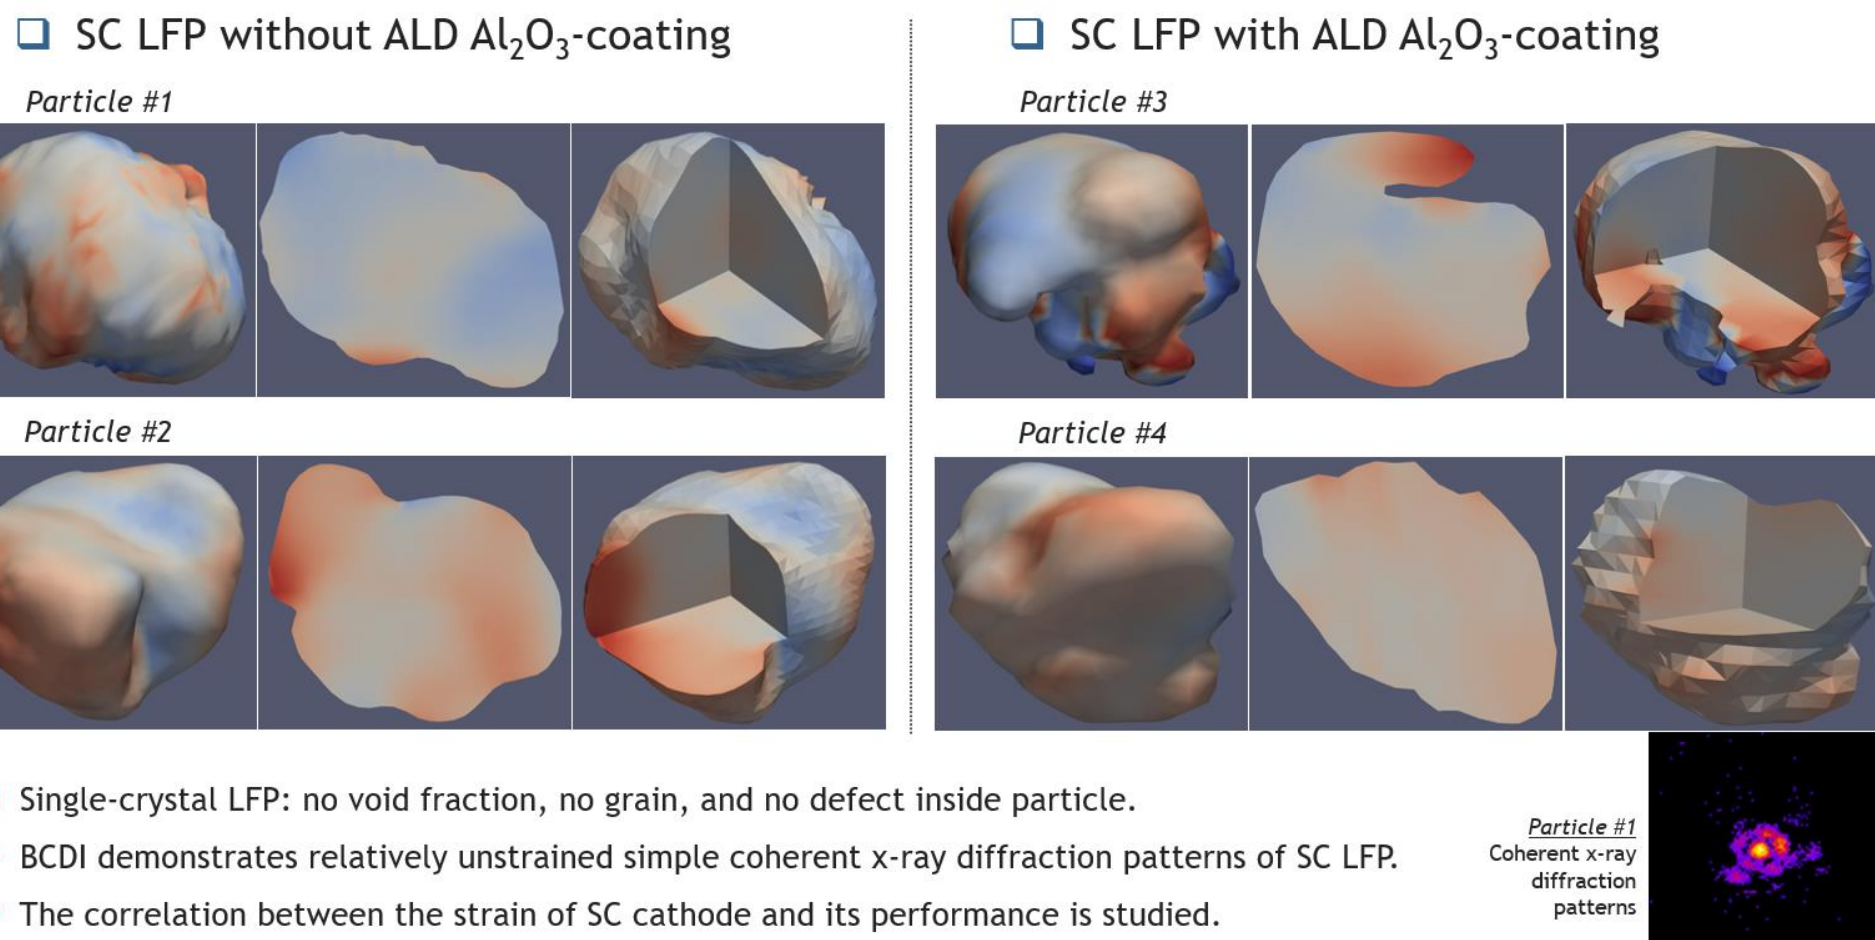 SC LFP without ALD Al₂O₃-coating
Particle #1
Particle #2
SC LFP with ALD Al₂O₃-coating
Particle #3
Particle #4
Single-crystal LFP: no void fraction, no grain, and no defect inside particle.
BCDI demonstrates relatively unstrained simple coherent x-ray diffraction patterns of SC LFP.
The correlation between the strain of SC cathode and its performance is studied.
Particle #1
Coherent x-ray
diffraction
patterns